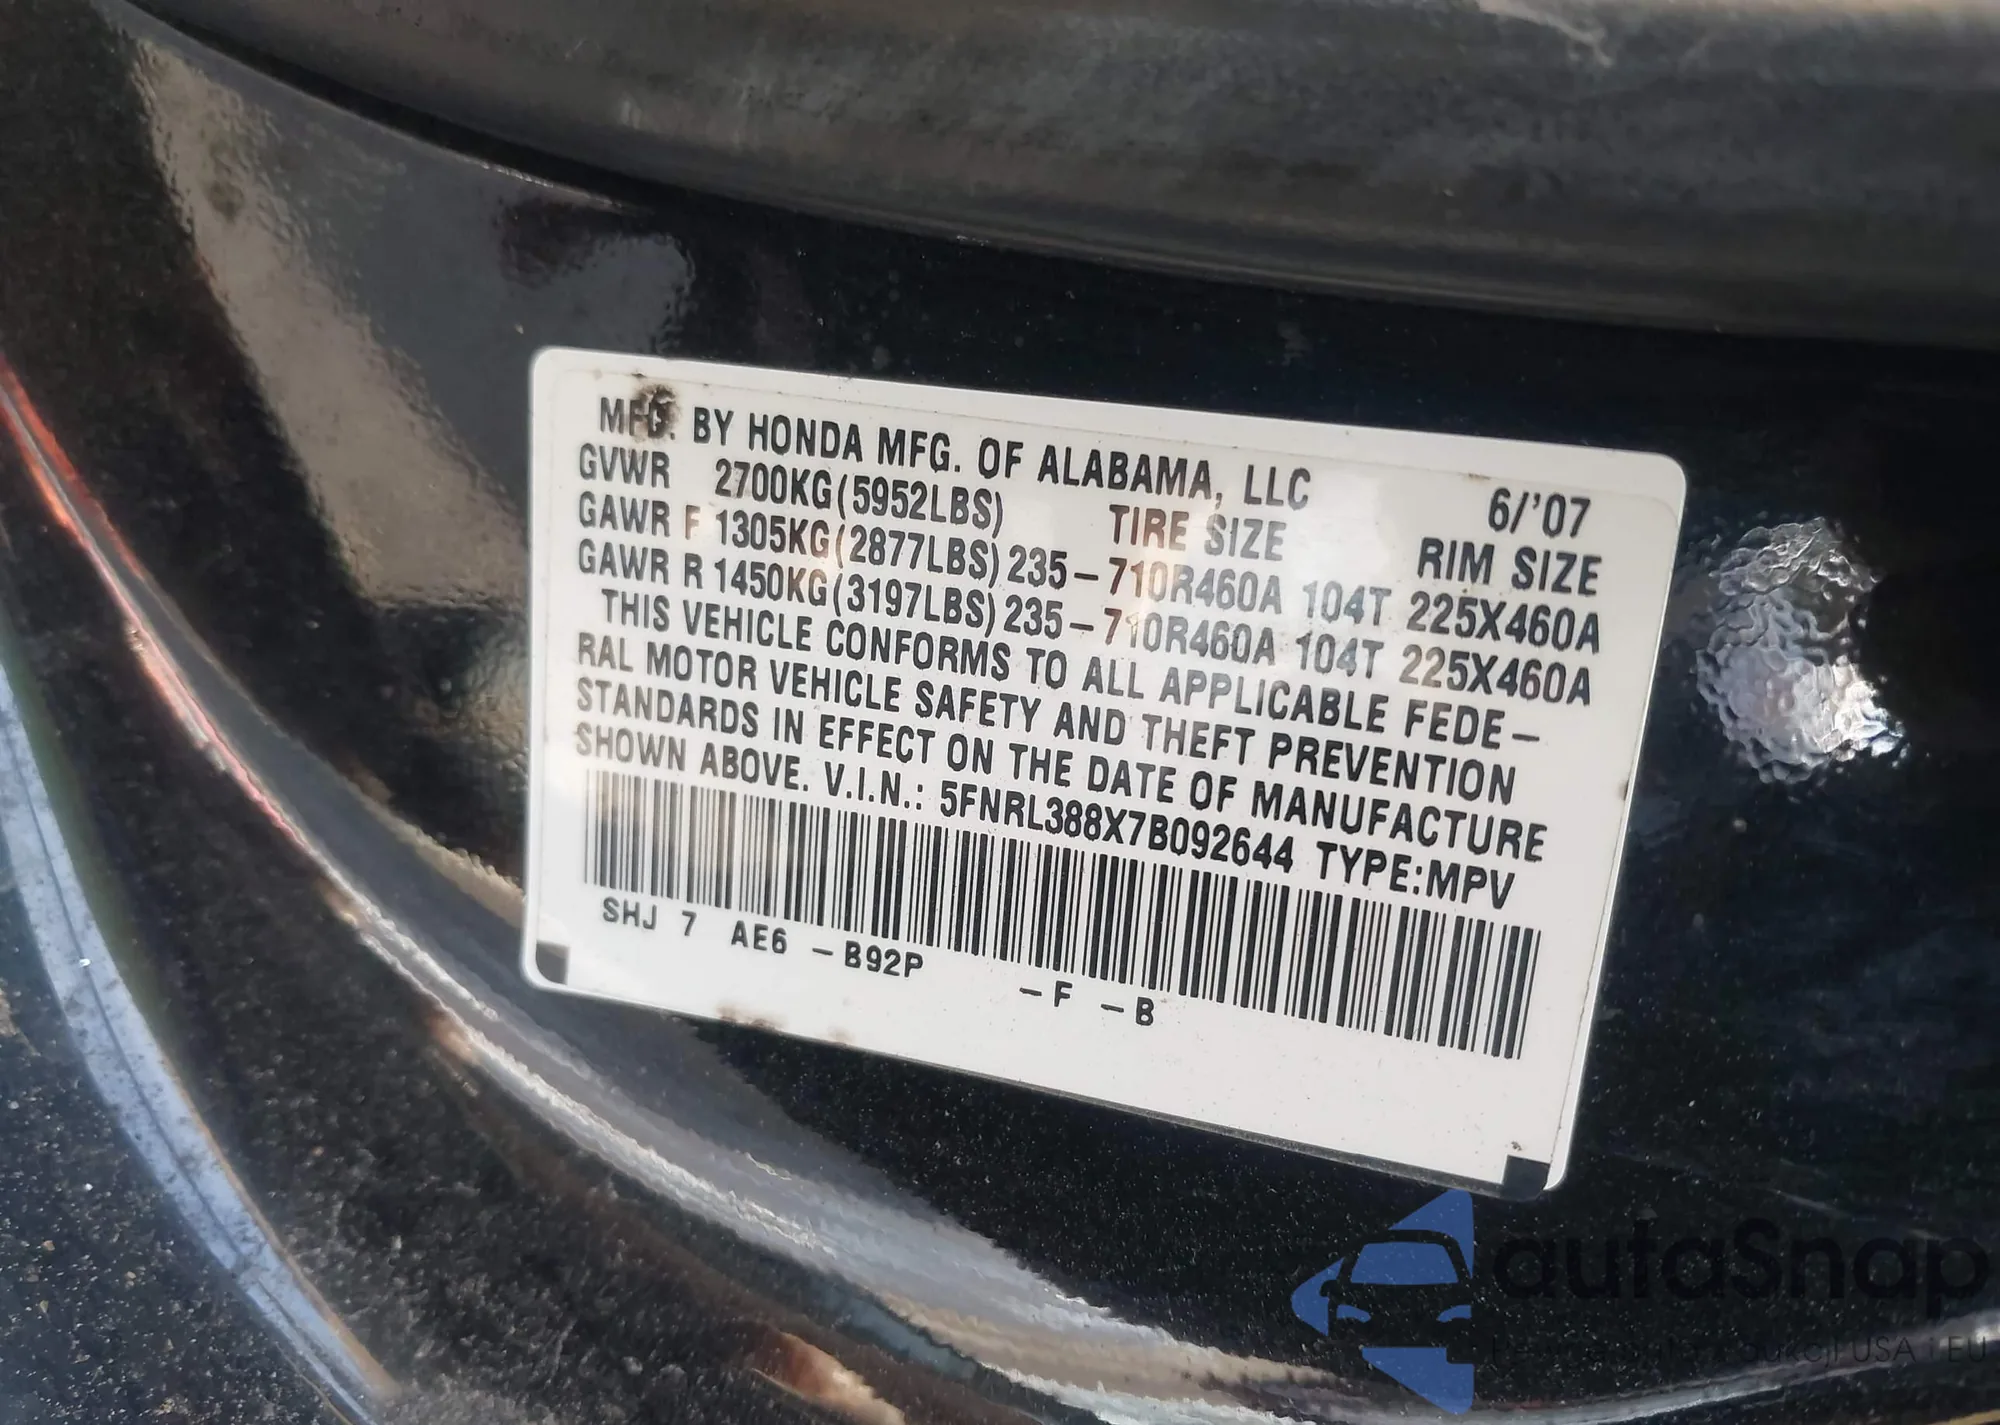 MFG. BY HONDA MFG. OF ALABAMA, LLC 6/'07
GVWR 2700KG(5952LBS) TIRE SIZE RIM SIZE
GAWR F 1305KG(2877LBS) 235-710R460A 104T 225X460A
GAWR R 1450KG(3197LBS) 235-710R460A 104T 225X460A
THIS VEHICLE CONFORMS TO ALL APPLICABLE FEDE-
RAL MOTOR VEHICLE SAFETY AND THEFT PREVENTION
STANDARDS IN EFFECT ON THE DATE OF MANUFACTURE
SHOWN ABOVE. V.I.N.: 5FNRL388X7B092644 TYPE:MPV
SHJ 7 AE6 -B92P -F -B
autaSnap
USA i EU